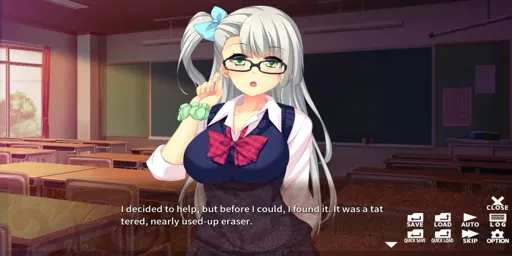 I decided to help, but before I could, I found it. It was a tat
tered, nearly used-up eraser.
CLOSE
SAVE LOAD AUTO LOG
QUICK SAVE QUICK LOAD SKIP OPTION